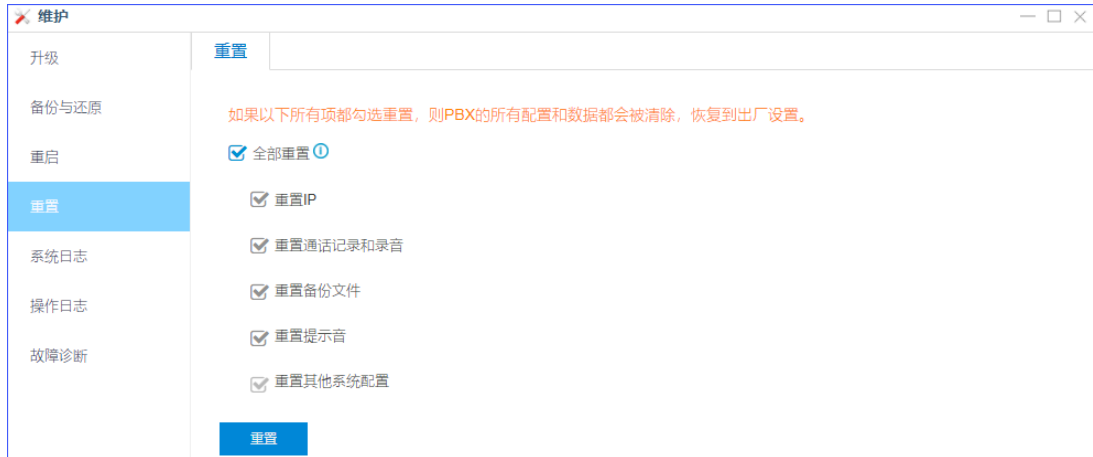 维护
升级
备份与还原
重启
重置
系统日志
操作日志
故障诊断
重置
如果以下所有项都勾选重置，则PBX的所有配置和数据都会被清除，恢复到出厂设置。
全部重置
重置IP
重置通话记录和录音
重置备份文件
重置提示音
重置其他系统配置
重置